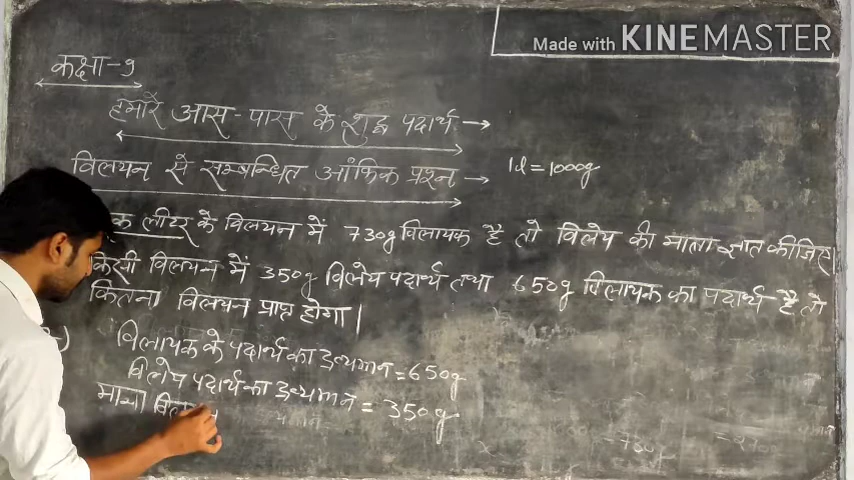 Made with KINEMASTER
कक्षा-9
हमारे आस-पास के शुद्ध पदार्थ →
विलयन से सम्बन्धित आंकिक प्रश्न → 1d = 1000g
क लीटर के विलयन में 730g विलायक है तो विलेय की मात्रा ज्ञात कीजिए।
किसी विलयन में 350g विलेय पदार्थ तथा 650g विलायक का पदार्थ है तो
कितना विलयन प्राप्त होगा।
विलायक के पदार्थ का द्रव्यमान = 650g
विलेय पदार्थ का द्रव्यमान = 350g
माना